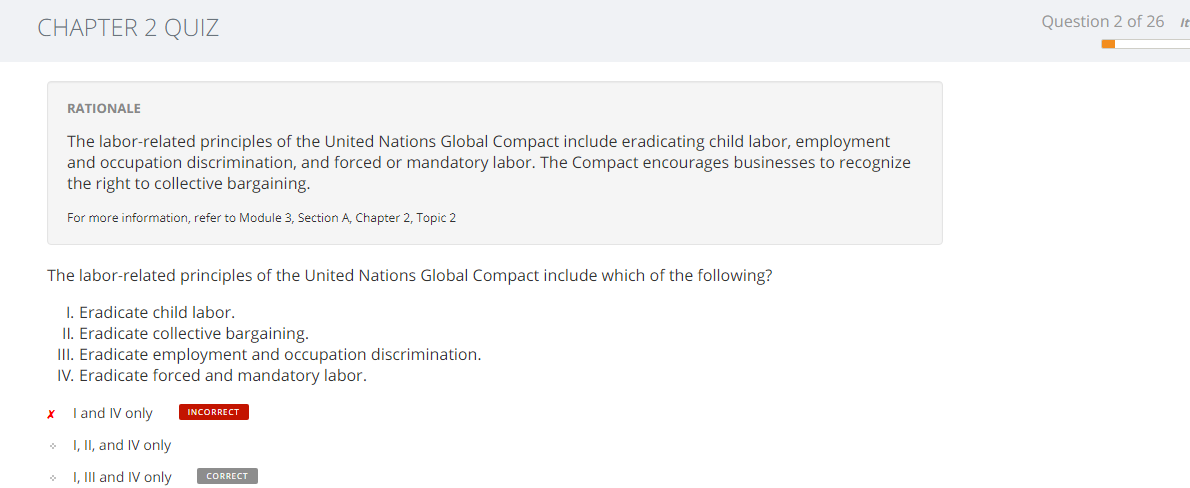 CHAPTER 2 QUIZ
Question 2 of 26 It
RATIONALE
The labor-related principles of the United Nations Global Compact include eradicating child labor, employment
and occupation discrimination, and forced or mandatory labor. The Compact encourages businesses to recognize
the right to collective bargaining.
For more information, refer to Module 3, Section A, Chapter 2, Topic 2
The labor-related principles of the United Nations Global Compact include which of the following?
I. Eradicate child labor.
II. Eradicate collective bargaining.
III. Eradicate employment and occupation discrimination.
IV. Eradicate forced and mandatory labor.
✗ I and IV only INCORRECT
I, II, and IV only
I, III and IV only CORRECT